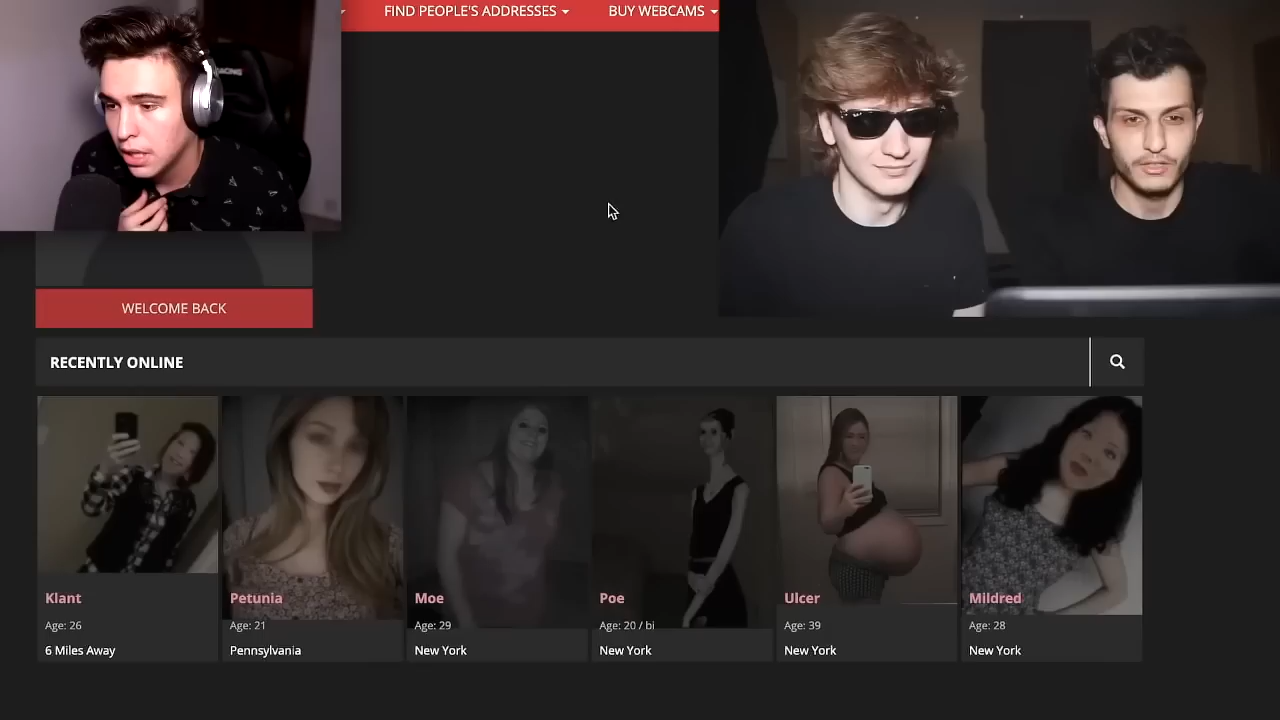 FIND PEOPLE'S ADDRESSES
BUY WEBCAMS
WELCOME BACK
RECENTLY ONLINE
Klant
Age: 26
6 Miles Away
Petunia
Age: 21
Pennsylvania
Moe
Age: 29
New York
Poe
Age: 20 / bi
New York
Ulcer
Age: 39
New York
Mildred
Age: 28
New York